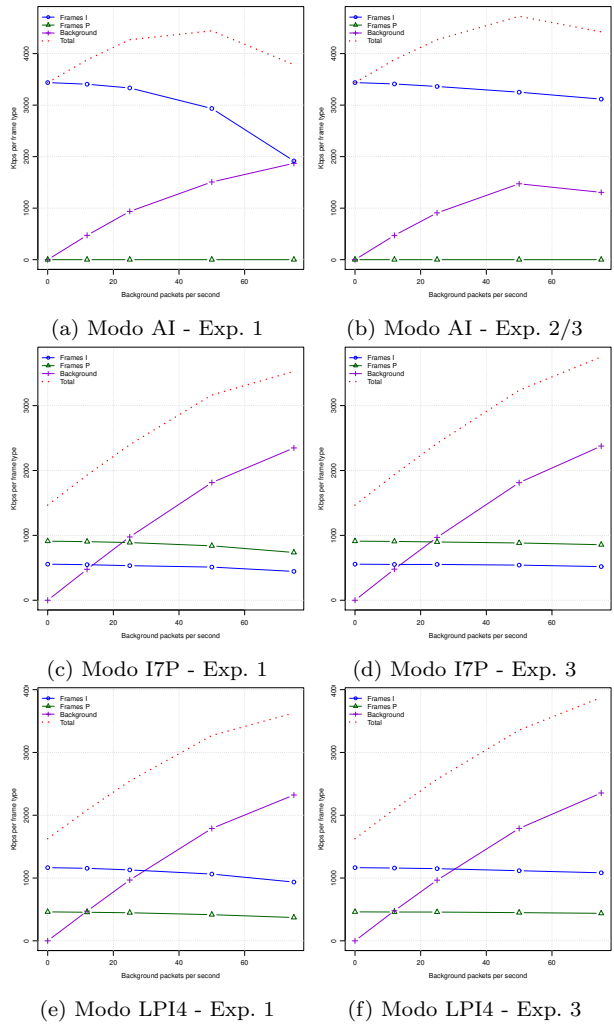 Frames I
Frames P
Background
Total
Kbps per frame type
0
1000
2000
3000
4000
0
20
40
60
Background packets per second
(a) Modo AI - Exp. 1
Frames I
Frames P
Background
Total
Kbps per frame type
0
1000
2000
3000
4000
0
20
40
60
Background packets per second
(b) Modo AI - Exp. 2/3
Frames I
Frames P
Background
Total
Kbps per frame type
0
1000
2000
3000
0
20
40
60
Background packets per second
(c) Modo I7P - Exp. 1
Frames I
Frames P
Background
Total
Kbps per frame type
0
1000
2000
3000
0
20
40
60
Background packets per second
(d) Modo I7P - Exp. 3
Frames I
Frames P
Background
Total
Kbps per frame type
0
1000
2000
3000
4000
0
20
40
60
Background packets per second
(e) Modo LPI4 - Exp. 1
Frames I
Frames P
Background
Total
Kbps per frame type
0
1000
2000
3000
4000
0
20
40
60
Background packets per second
(f) Modo LPI4 - Exp. 3